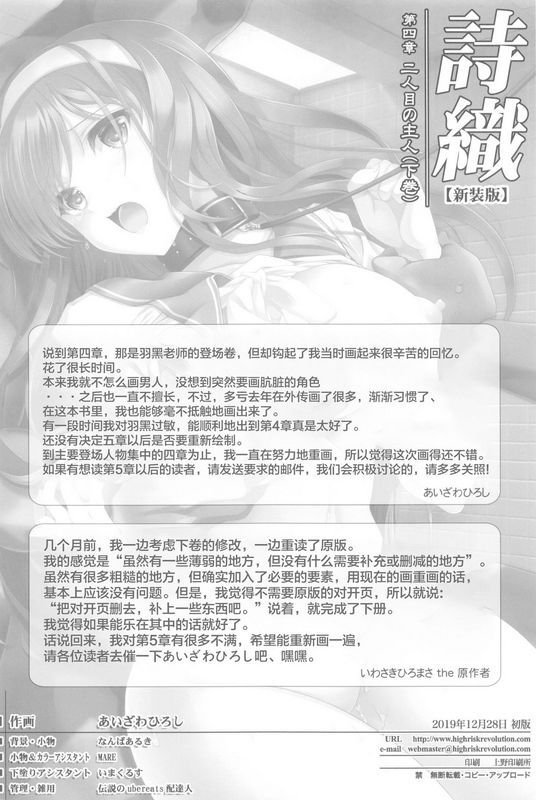 詩織
【新装版】
第四章 二人目の主人(下巻)
说到第四章，那是羽黑老师的登场卷，但却钩起了我当时画起来很辛苦的回忆。
花了很长时间。
本来我就不怎么画男人，没想到突然要画肮脏的角色
・・・之后也一直不擅长，不过，多亏去年在外传画了很多，渐渐习惯了、
在这本书里，我也能够毫不抵触地画出来了。
有一段时间我对羽黑过敏，能顺利地出到第4章真是太好了。
还没有决定五章以后是否要重新绘制。
到主要登场人物集中的四章为止，我一直在努力地重画，所以觉得这次画得还不错。
如果有想读第5章以后的读者，请发送要求的邮件，我们会积极讨论的，请多多关照!
あいざわひろし
几个月前，我一边考虑下卷的修改，一边重读了原版。
我的感觉是“虽然有一些薄弱的地方，但没有什么需要补充或删减的地方”。
虽然有很多粗糙的地方，但确实加入了必要的要素，用现在的画重画的话，
基本上应该没有问题。但是，我觉得不需要原版的对开页，所以就说：
“把对开页删去，补上一些东西吧。”说着，就完成了下册。
我觉得如果能乐在其中的话就好了。
话说回来，我对第5章有很多不满，希望能重新画一遍，
请各位读者去催一下あいざわひろし吧、嘿嘿。
いわさきひろまさ the 原作者
作画 あいざわひろし
背景・小物 なんばあるき
小物&カラーアシスタント MARE
下塗りアシスタント いまくるす
管理・雑用 伝説のubereats配達人
2019年12月28日 初版
URL http://www.highriskrevolution.com
e-mail webmaster@highriskrevolution.com
印刷 上野印刷所
禁 無断転載・コピー・アップロード